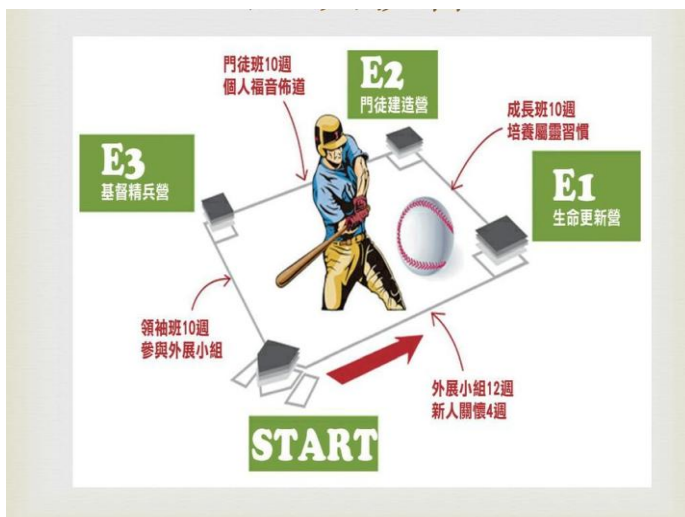 門徒班10週
個人福音佈道
E2
門徒建造營
成長班10週
培養屬靈習慣
E3
基督精兵營
E1
生命更新營
領袖班10週
參與外展小組
外展小組12週
新人關懷4週
START